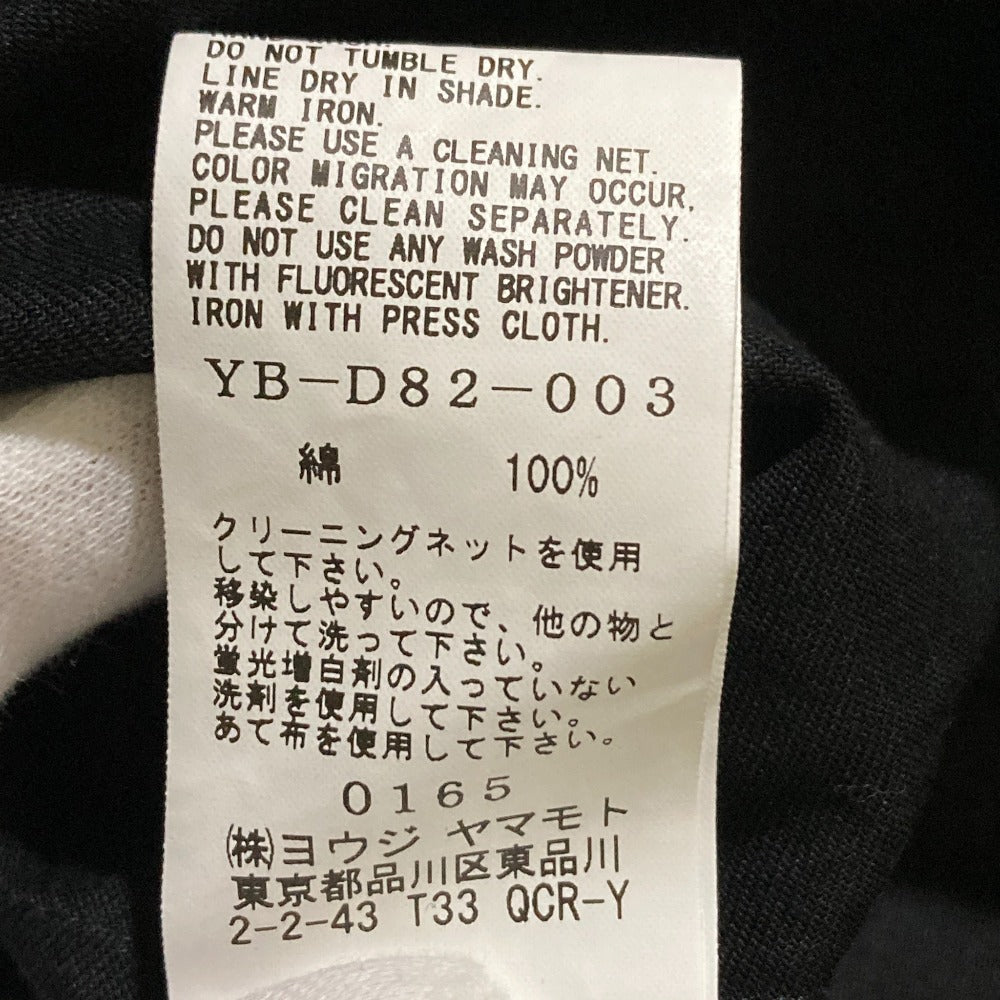 DO NOT TUMBLE DRY.
LINE DRY IN SHADE.
WARM IRON.
PLEASE USE A CLEANING NET.
COLOR MIGRATION MAY OCCUR.
PLEASE CLEAN SEPARATELY.
DO NOT USE ANY WASH POWDER
WITH FLUORESCENT BRIGHTENER.
IRON WITH PRESS CLOTH.
YB-D82-003
綿 100%
クリーニングネットを使用
して下さい。
移染しやすいので、他の物と
分けて洗って下さい。
蛍光増白剤の入っていない
洗剤を使用して下さい。
あて布を使用して下さい。
0165
㈱ヨウジ ヤマモト
東京都品川区東品川
2-2-43 T33 QCR-Y